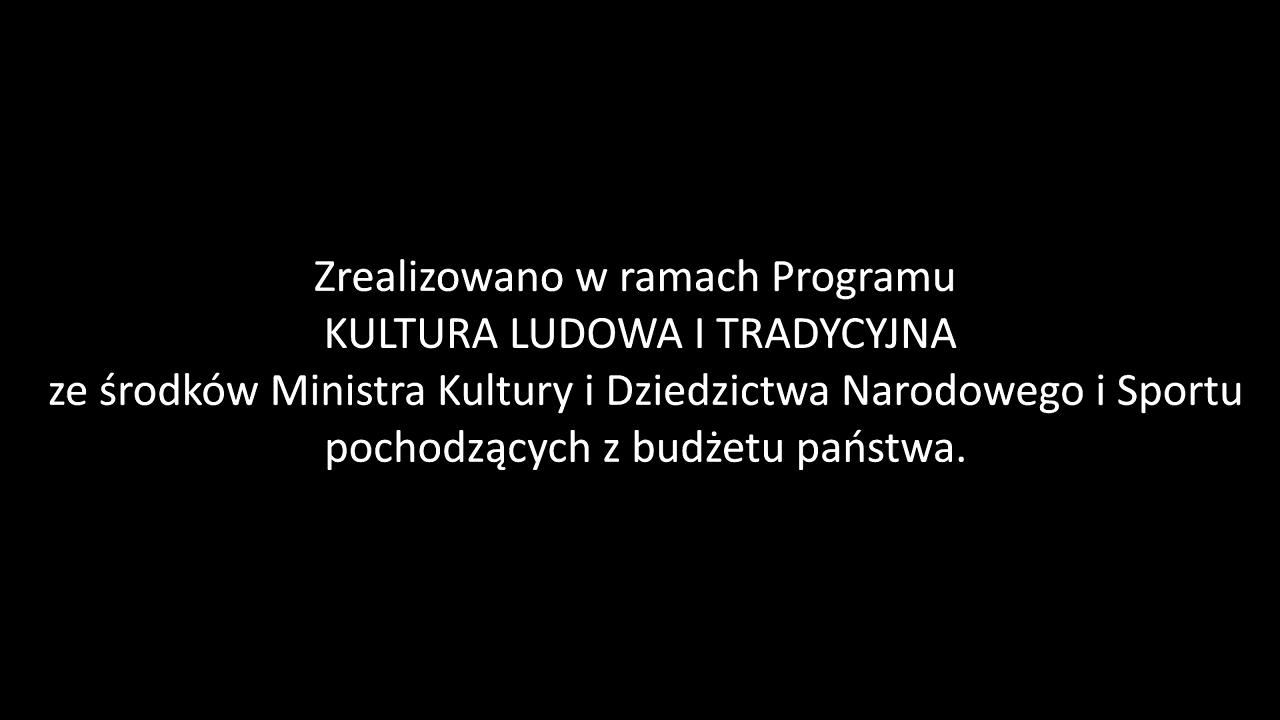 Zrealizowano w ramach Programu
KULTURA LUDOWA I TRADYCYJNA
ze środków Ministra Kultury i Dziedzictwa Narodowego i Sportu
pochodzących z budżetu państwa.